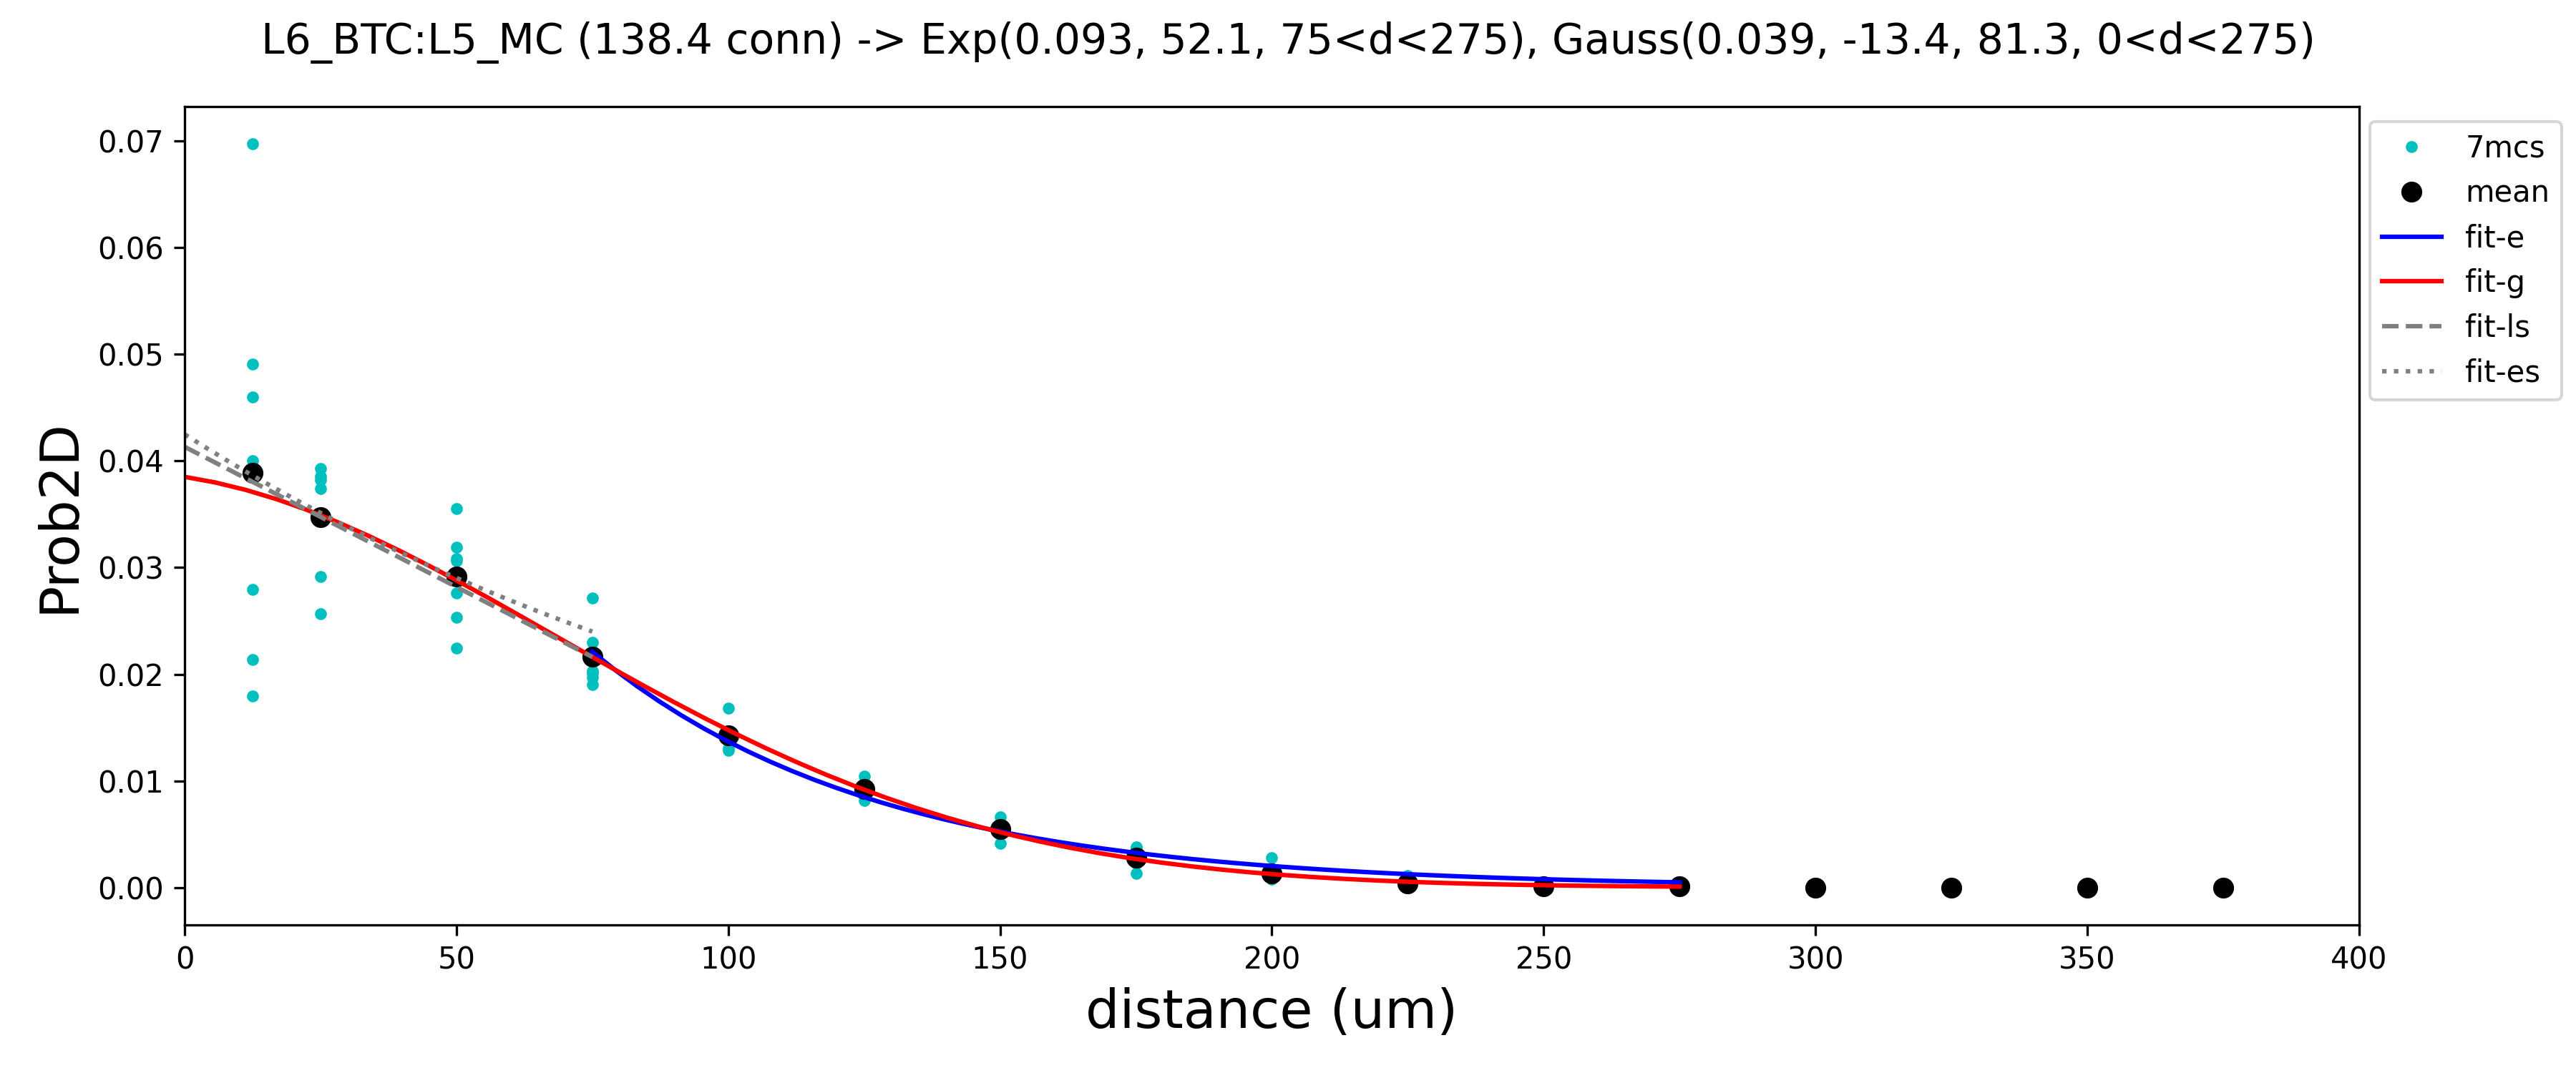 L6_BTC:L5_MC (138.4 conn) -> Exp(0.093, 52.1, 75<d<275), Gauss(0.039, -13.4, 81.3, 0<d<275)
Prob2D
0.07
0.06
0.05
0.04
0.03
0.02
0.01
0.00
0 50 100 150 200 250 300 350 400
distance (um)
7mcs
mean
fit-e
fit-g
fit-ls
fit-es